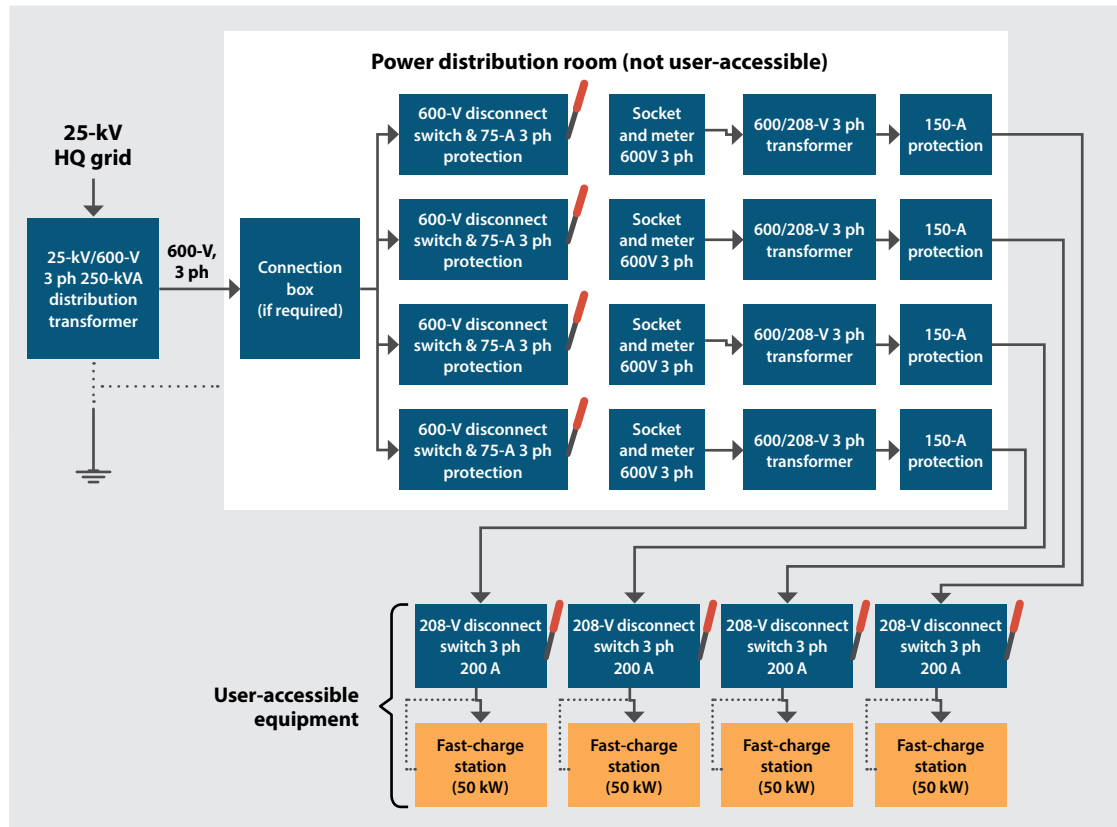 Power distribution room (not user-accessible)
25-kV
HQ grid
25-kV/600-V
3 ph 250-kVA
distribution
transformer
600-V,
3 ph
Connection
box
(if required)
600-V disconnect
switch & 75-A 3 ph
protection
Socket
and meter
600V 3 ph
600/208-V 3 ph
transformer
150-A
protection
600-V disconnect
switch & 75-A 3 ph
protection
Socket
and meter
600V 3 ph
600/208-V 3 ph
transformer
150-A
protection
600-V disconnect
switch & 75-A 3 ph
protection
Socket
and meter
600V 3 ph
600/208-V 3 ph
transformer
150-A
protection
600-V disconnect
switch & 75-A 3 ph
protection
Socket
and meter
600V 3 ph
600/208-V 3 ph
transformer
150-A
protection
User-accessible
equipment
208-V disconnect
switch 3 ph
200 A
208-V disconnect
switch 3 ph
200 A
208-V disconnect
switch 3 ph
200 A
208-V disconnect
switch 3 ph
200 A
Fast-charge
station
(50 kW)
Fast-charge
station
(50 kW)
Fast-charge
station
(50 kW)
Fast-charge
station
(50 kW)